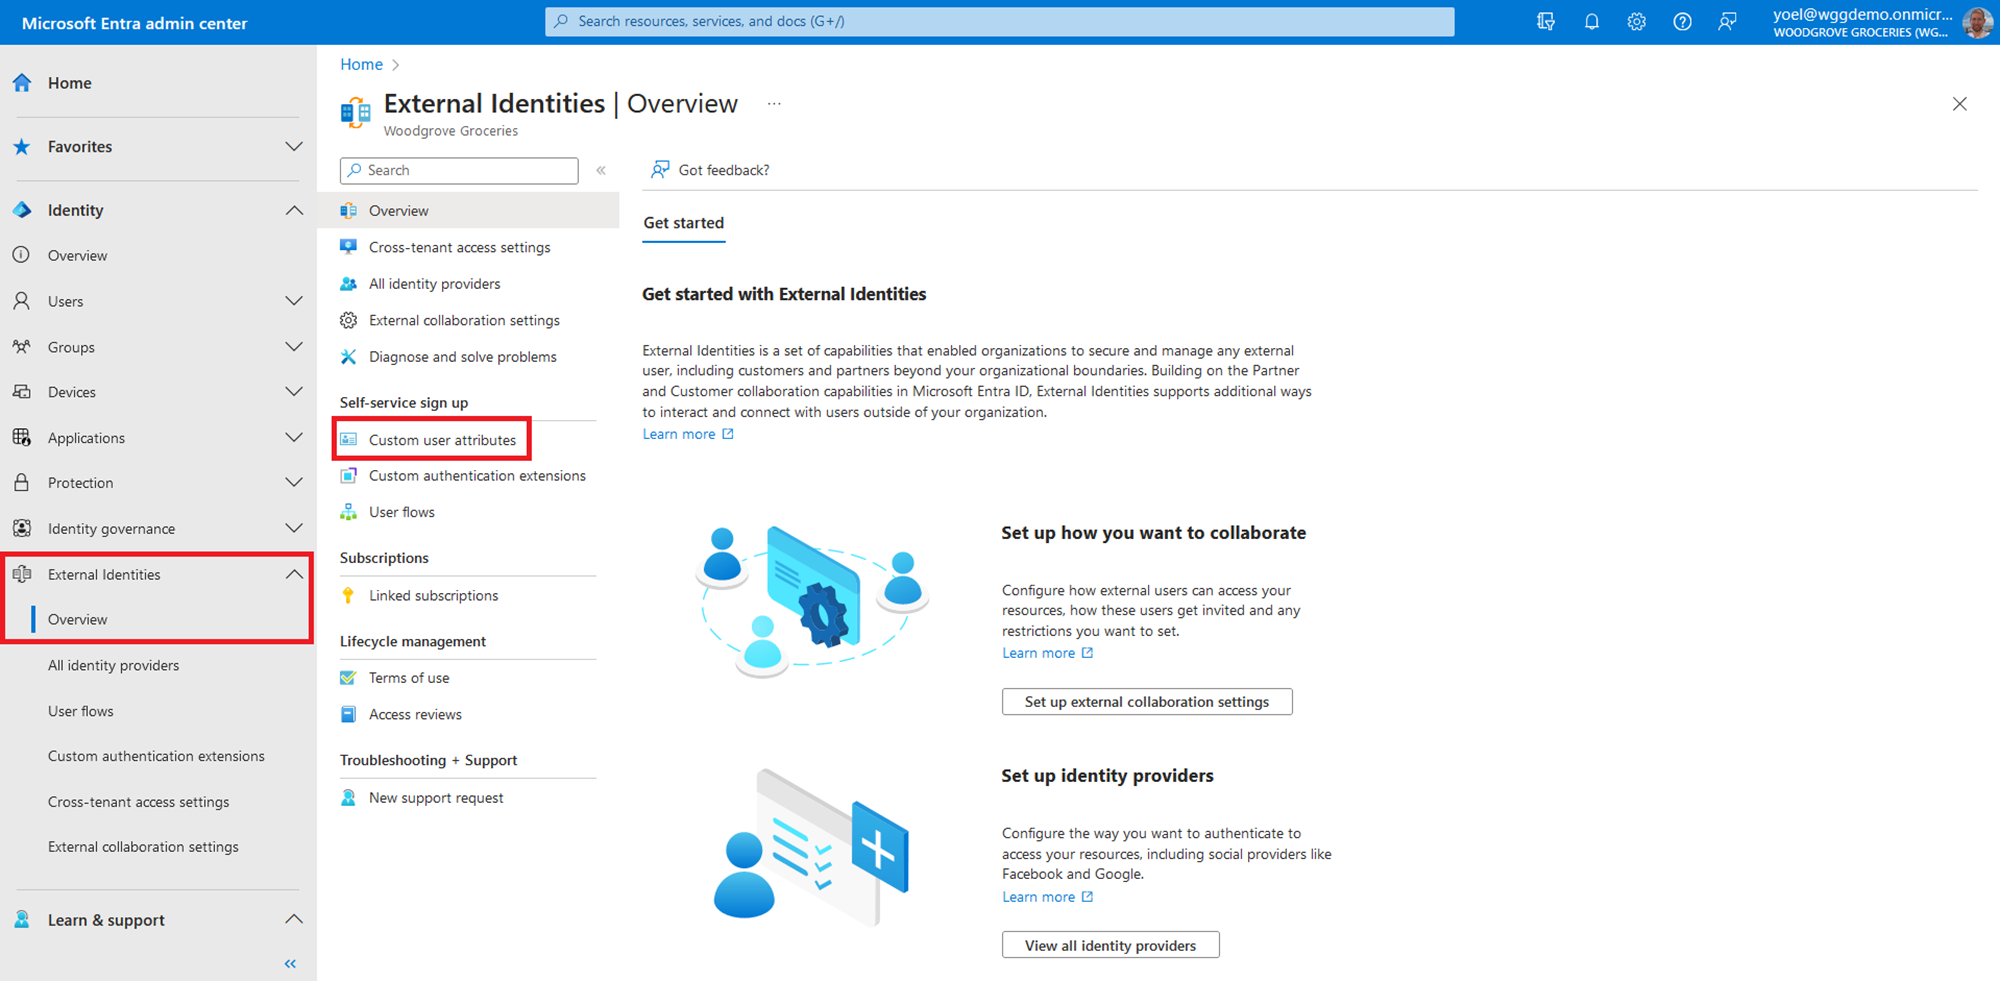 Microsoft Entra admin center
Search resources, services, and docs (G+/)
yoel@wggdemo.onmicr...
WOODGROVE GROCERIES (WG...
Home
Favorites
Identity
Overview
Users
Groups
Devices
Applications
Protection
Identity governance
External Identities
Overview
All identity providers
User flows
Custom authentication extensions
Cross-tenant access settings
External collaboration settings
Learn & support
Home
External Identities | Overview ...
Woodgrove Groceries
Search
Overview
Cross-tenant access settings
All identity providers
External collaboration settings
Diagnose and solve problems
Self-service sign up
Custom user attributes
Custom authentication extensions
User flows
Subscriptions
Linked subscriptions
Lifecycle management
Terms of use
Access reviews
Troubleshooting + Support
New support request
Got feedback?
Get started
Get started with External Identities
External Identities is a set of capabilities that enabled organizations to secure and manage any external
user, including customers and partners beyond your organizational boundaries. Building on the Partner
and Customer collaboration capabilities in Microsoft Entra ID, External Identities supports additional ways
to interact and connect with users outside of your organization.
Learn more
Set up how you want to collaborate
Configure how external users can access your
resources, how these users get invited and any
restrictions you want to set.
Learn more
Set up external collaboration settings
Set up identity providers
Configure the way you want to authenticate to
access your resources, including social providers like
Facebook and Google.
Learn more
View all identity providers